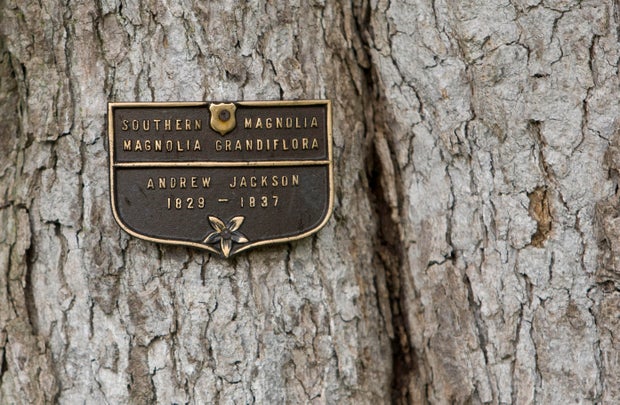 SOUTHERN MAGNOLIA
MAGNOLIA GRANDIFLORA
ANDREW JACKSON
1829 – 1837